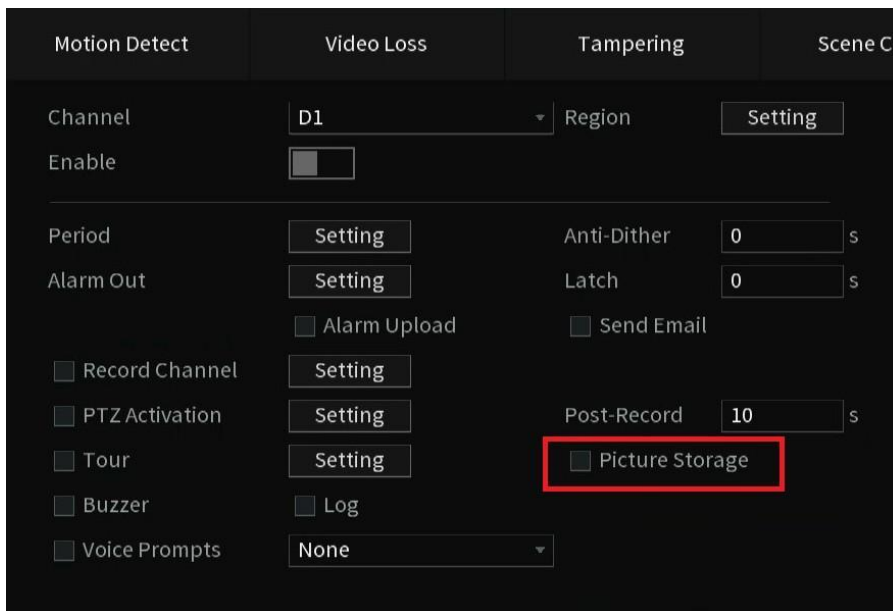 Motion Detect Video Loss Tampering Scene C
Channel D1 Region Setting
Enable
Period Setting Anti-Dither 0 s
Alarm Out Setting Latch 0 s
Alarm Upload Send Email
Record Channel Setting
PTZ Activation Setting Post-Record 10 s
Tour Setting Picture Storage
Buzzer Log
Voice Prompts None